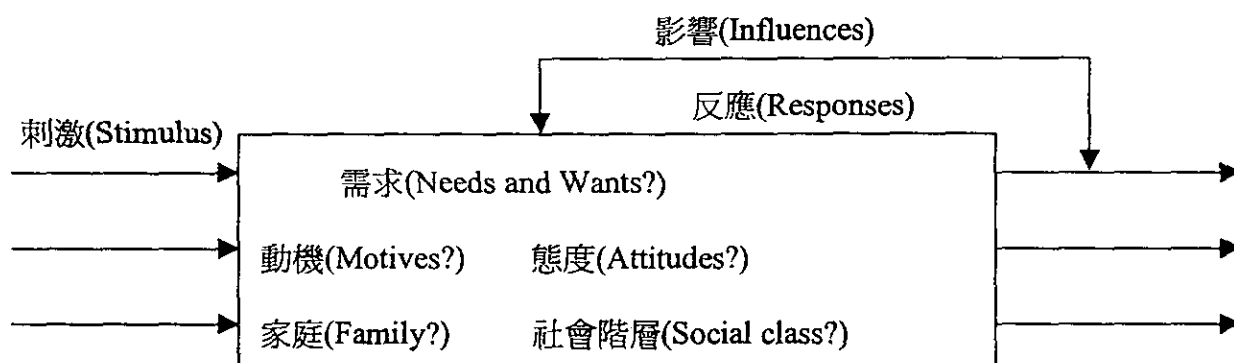 影響(Influences)
反應(Responses)
刺激(Stimulus)
需求(Needs and Wants?)
動機(Motives?) 態度(Attitudes?)
家庭(Family?) 社會階層(Social class?)